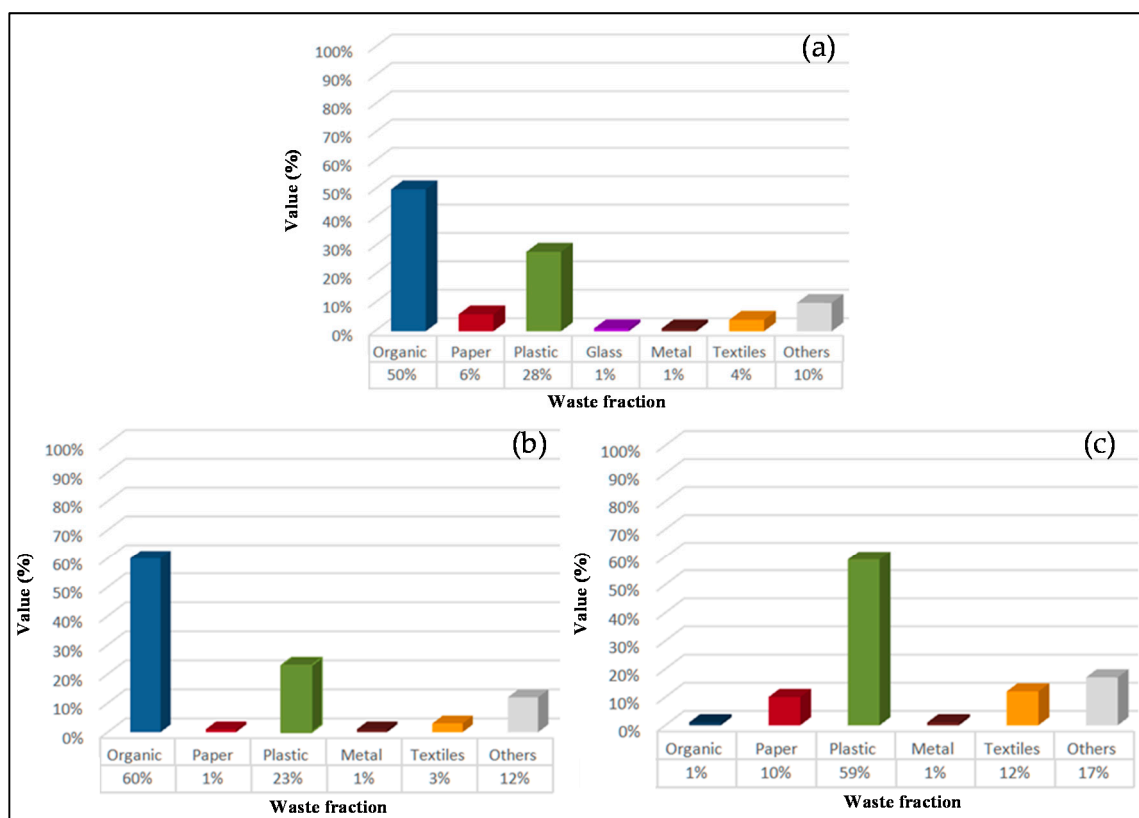 (a)
Value (%)
100%
90%
80%
70%
60%
50%
40%
30%
20%
10%
0%
Organic Paper Plastic Glass Metal Textiles Others
50% 6% 28% 1% 1% 4% 10%
Waste fraction
(b)
Value (%)
100%
90%
80%
70%
60%
50%
40%
30%
20%
10%
0%
Organic Paper Plastic Metal Textiles Others
60% 1% 23% 1% 3% 12%
Waste fraction
(c)
Value (%)
100%
90%
80%
70%
60%
50%
40%
30%
20%
10%
0%
Organic Paper Plastic Metal Textiles Others
1% 10% 59% 1% 12% 17%
Waste fraction